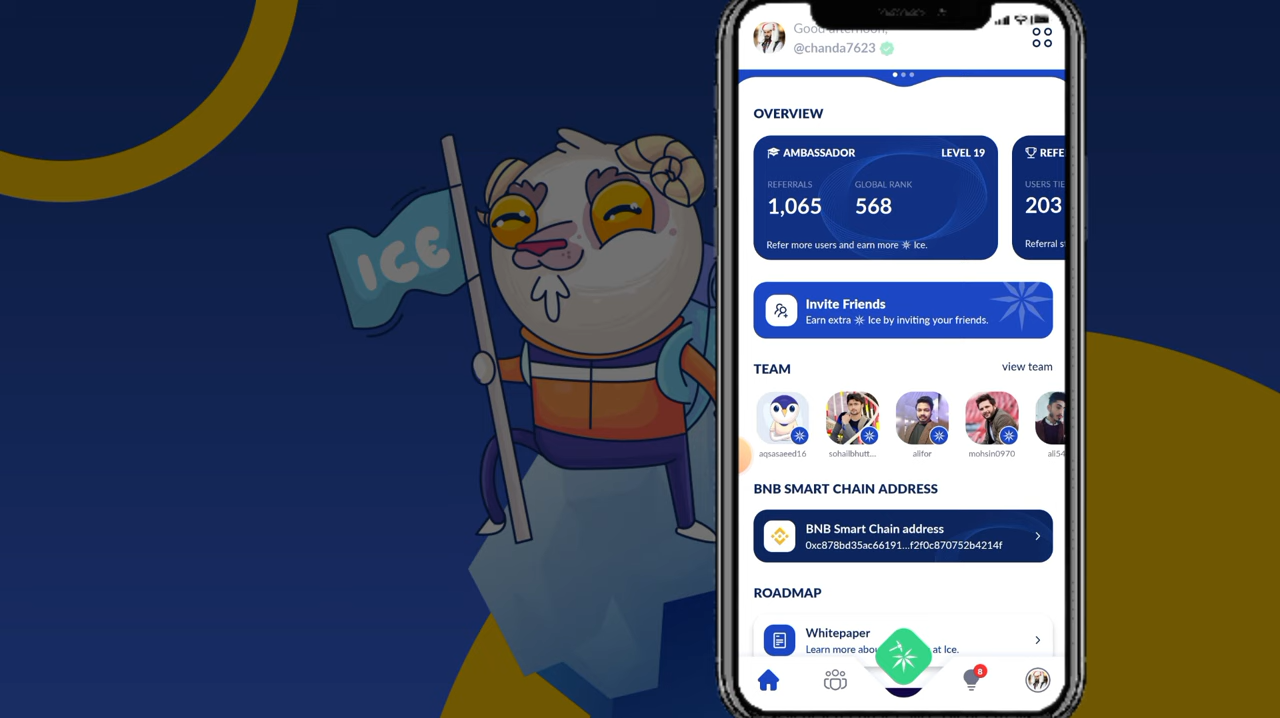 ICE
Good afternoon,
@chanda7623
OVERVIEW
AMBASSADOR LEVEL 19
REFERRALS GLOBAL RANK
1,065 568
Refer more users and earn more Ice.
REFE
USERS TIE
203
Referral s
Invite Friends
Earn extra Ice by inviting your friends.
TEAM view team
aqsasaeed16 sohailbhutt... alifor mohsin0970 ali54
BNB SMART CHAIN ADDRESS
BNB Smart Chain address
0xc878bd35ac66191...f2f0c870752b4214f
ROADMAP
Whitepaper
Learn more abou at Ice.
8